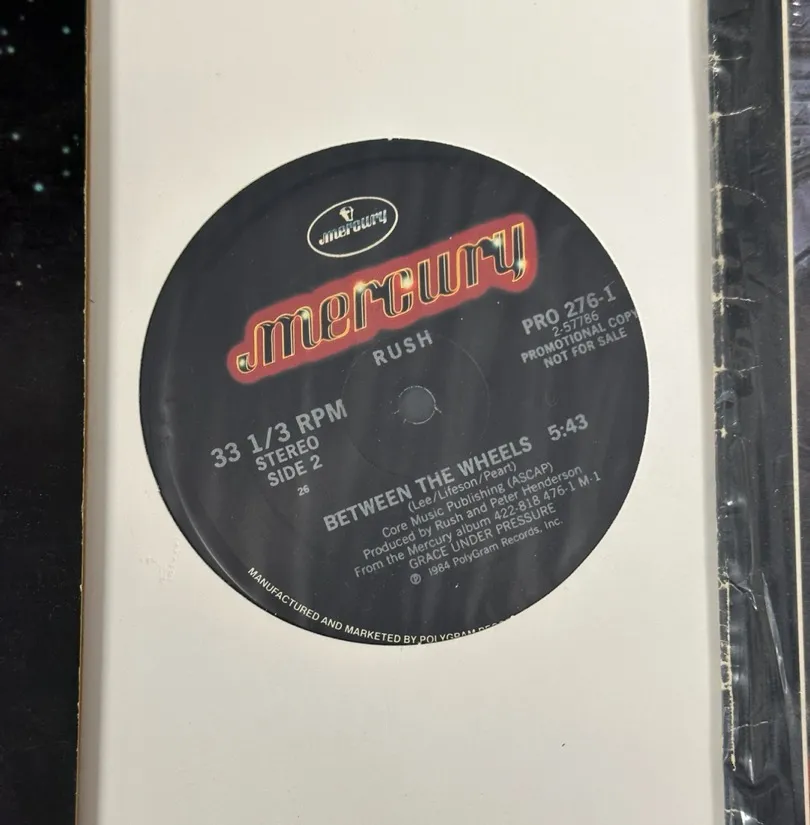 mercury
mercury
RUSH
PRO 276-1
2-57786
PROMOTIONAL COPY
NOT FOR SALE
33 1/3 RPM
STEREO
SIDE 2
26
BETWEEN THE WHEELS 5:43
(Lee/Lifeson/Peart)
Core Music Publishing (ASCAP)
Produced by Rush and Peter Henderson
From the Mercury album 422-818 476-1 M-1
GRACE UNDER PRESSURE
℗ 1984 PolyGram Records, Inc.
MANUFACTURED AND MARKETED BY POLYGRAM